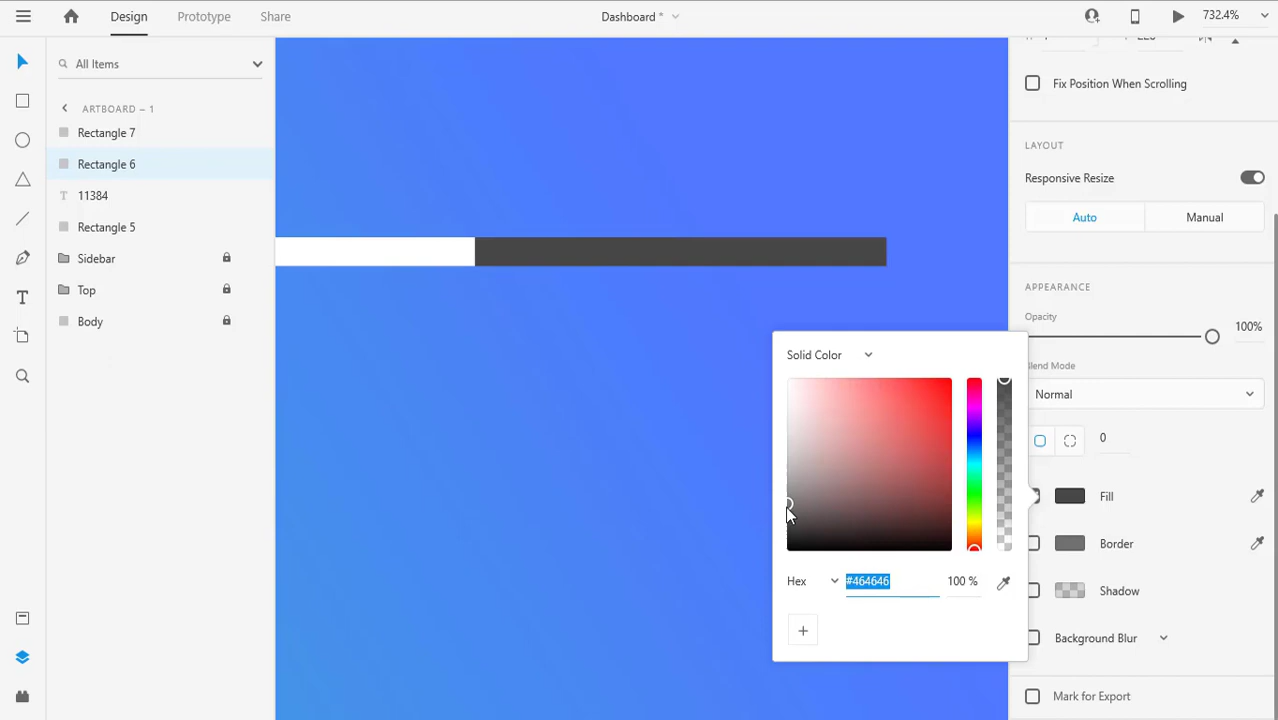 Design
Prototype
Share
Dashboard *
732.4%
All Items
ARTBOARD – 1
Rectangle 7
Rectangle 6
T 11384
Rectangle 5
Sidebar
Top
Body
Fix Position When Scrolling
LAYOUT
Responsive Resize
Auto
Manual
APPEARANCE
Opacity
100%
Blend Mode
Normal
0
Fill
Border
Shadow
Background Blur
Mark for Export
Solid Color
Hex
#464646
100 %
+